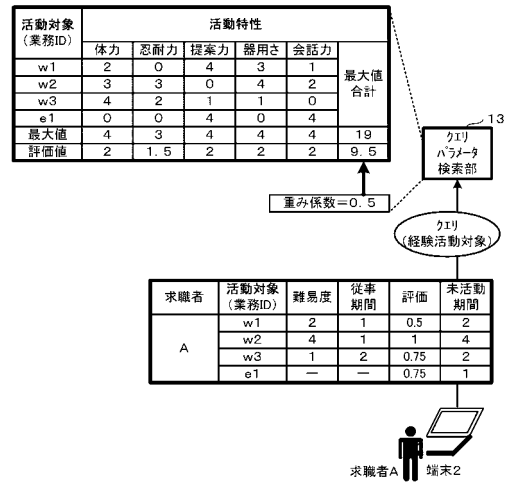 活動対象 (業務ID) 活動特性
体力 忍耐力 提案力 器用さ 会話力 最大値合計
w1 2 0 4 3 1
w2 3 3 0 4 2
w3 4 2 1 1 0
e1 0 0 4 0 4
最大値 4 3 4 4 4 19
評価値 2 1.5 2 2 2 9.5
13
クエリ
パラメータ
検索部
重み係数=0.5
クエリ
(経験活動対象)
求職者 活動対象 (業務ID) 難易度 従事期間 評価 未活動期間
A w1 2 1 0.5 2
w2 4 1 1 4
w3 1 2 0.75 2
e1 — — 0.75 1
求職者A 端末2